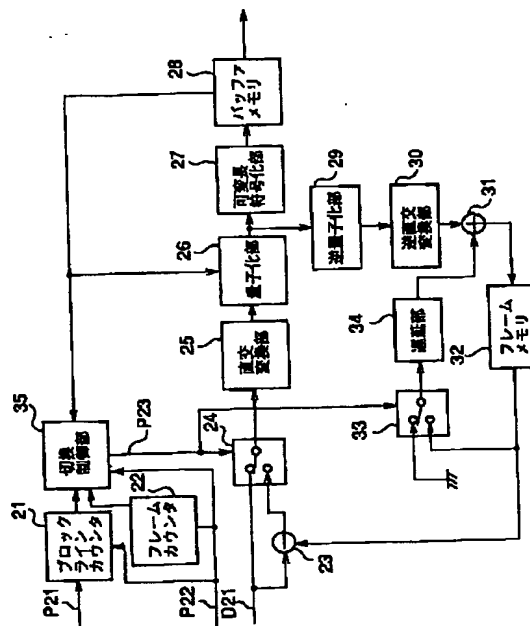 P21
P22
D21
21
ブロック
ライン
カウンタ
22
フレーム
カウンタ
35
切換
制御部
P23
23
24
25
直交
変換部
26
量子化部
27
可変長
符号化部
28
バッファ
メモリ
29
逆量子化部
30
逆直交
変換部
31
32
フレーム
メモリ
33
34
遅延部